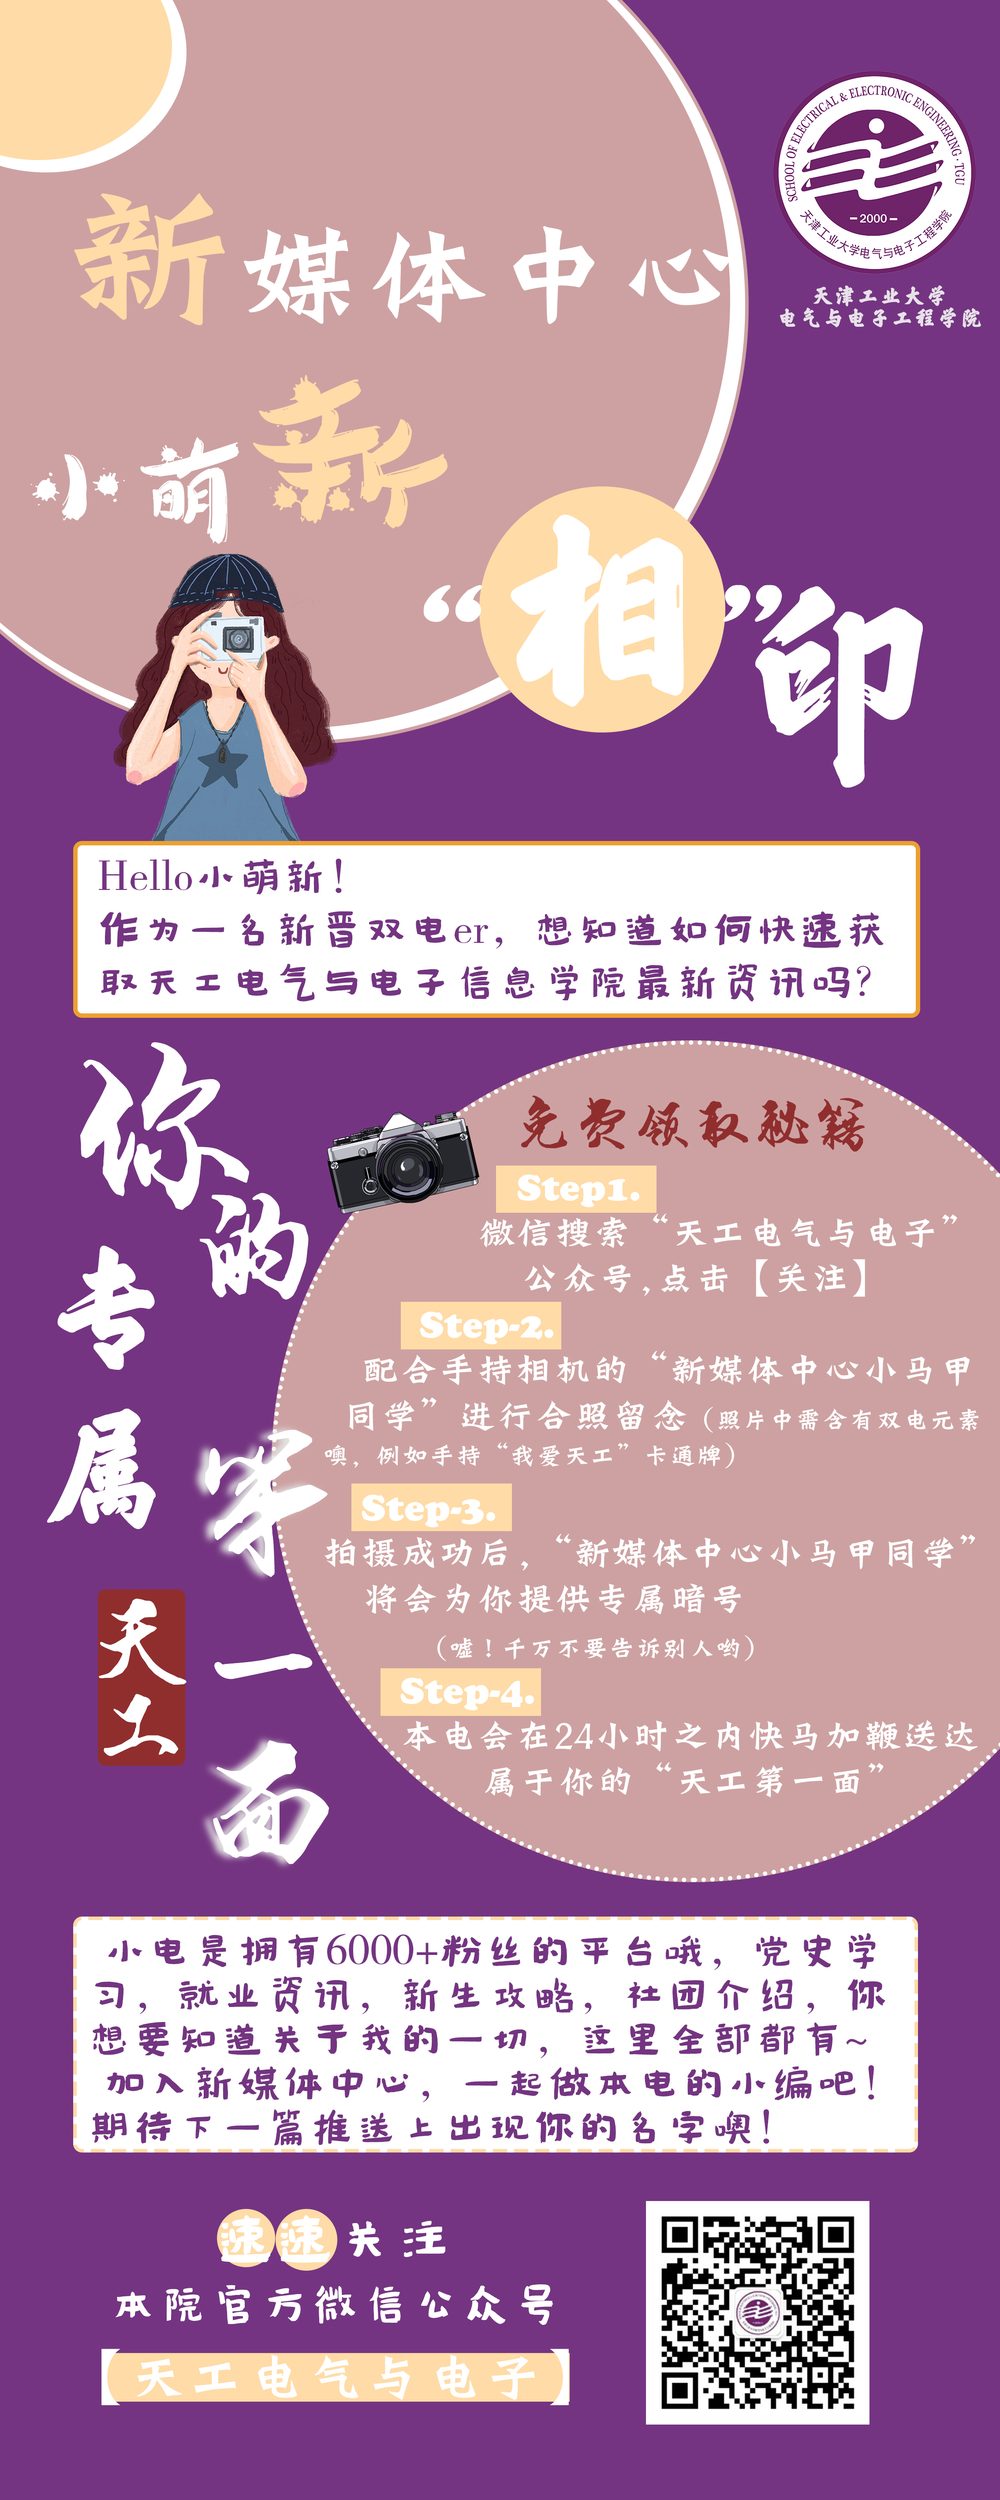 SCHOOL OF ELECTRICAL & ELECTRONIC ENGINEERING · TGU
2000
天津工业大学电气与电子工程学院
天津工业大学
电气与电子工程学院
新媒体中心
小萌新
“相”印
Hello小萌新！
作为一名新晋双电er，想知道如何快速获
取天工电气与电子信息学院最新资讯吗？
你的
专属
天工
第一面
免费领取秘籍
Step1.
微信搜索“天工电气与电子”
公众号,点击【关注】
Step-2.
配合手持相机的“新媒体中心小马甲
同学”进行合照留念（照片中需含有双电元素
噢，例如手持“我爱天工”卡通牌）
Step-3.
拍摄成功后，“新媒体中心小马甲同学”
将会为你提供专属暗号
（嘘！千万不要告诉别人哟）
Step-4.
本电会在24小时之内快马加鞭送达
属于你的“天工第一面”
小电是拥有6000+粉丝的平台哦，党史学
习，就业资讯，新生攻略，社团介绍，你
想要知道关于我的一切，这里全部都有~
加入新媒体中心，一起做本电的小编吧！
期待下一篇推送上出现你的名字噢！
速速关注
本院官方微信公众号
【天工电气与电子】